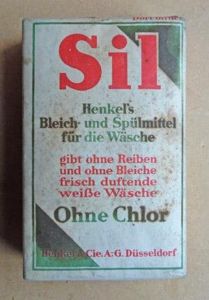 Sil
Henkel's
Bleich- und Spülmittel
für die Wäsche
gibt ohne Reiben
und ohne Bleiche
frisch duftende
weiße Wäsche
Ohne Chlor
Henkel & Cie. A.G. Düsseldorf